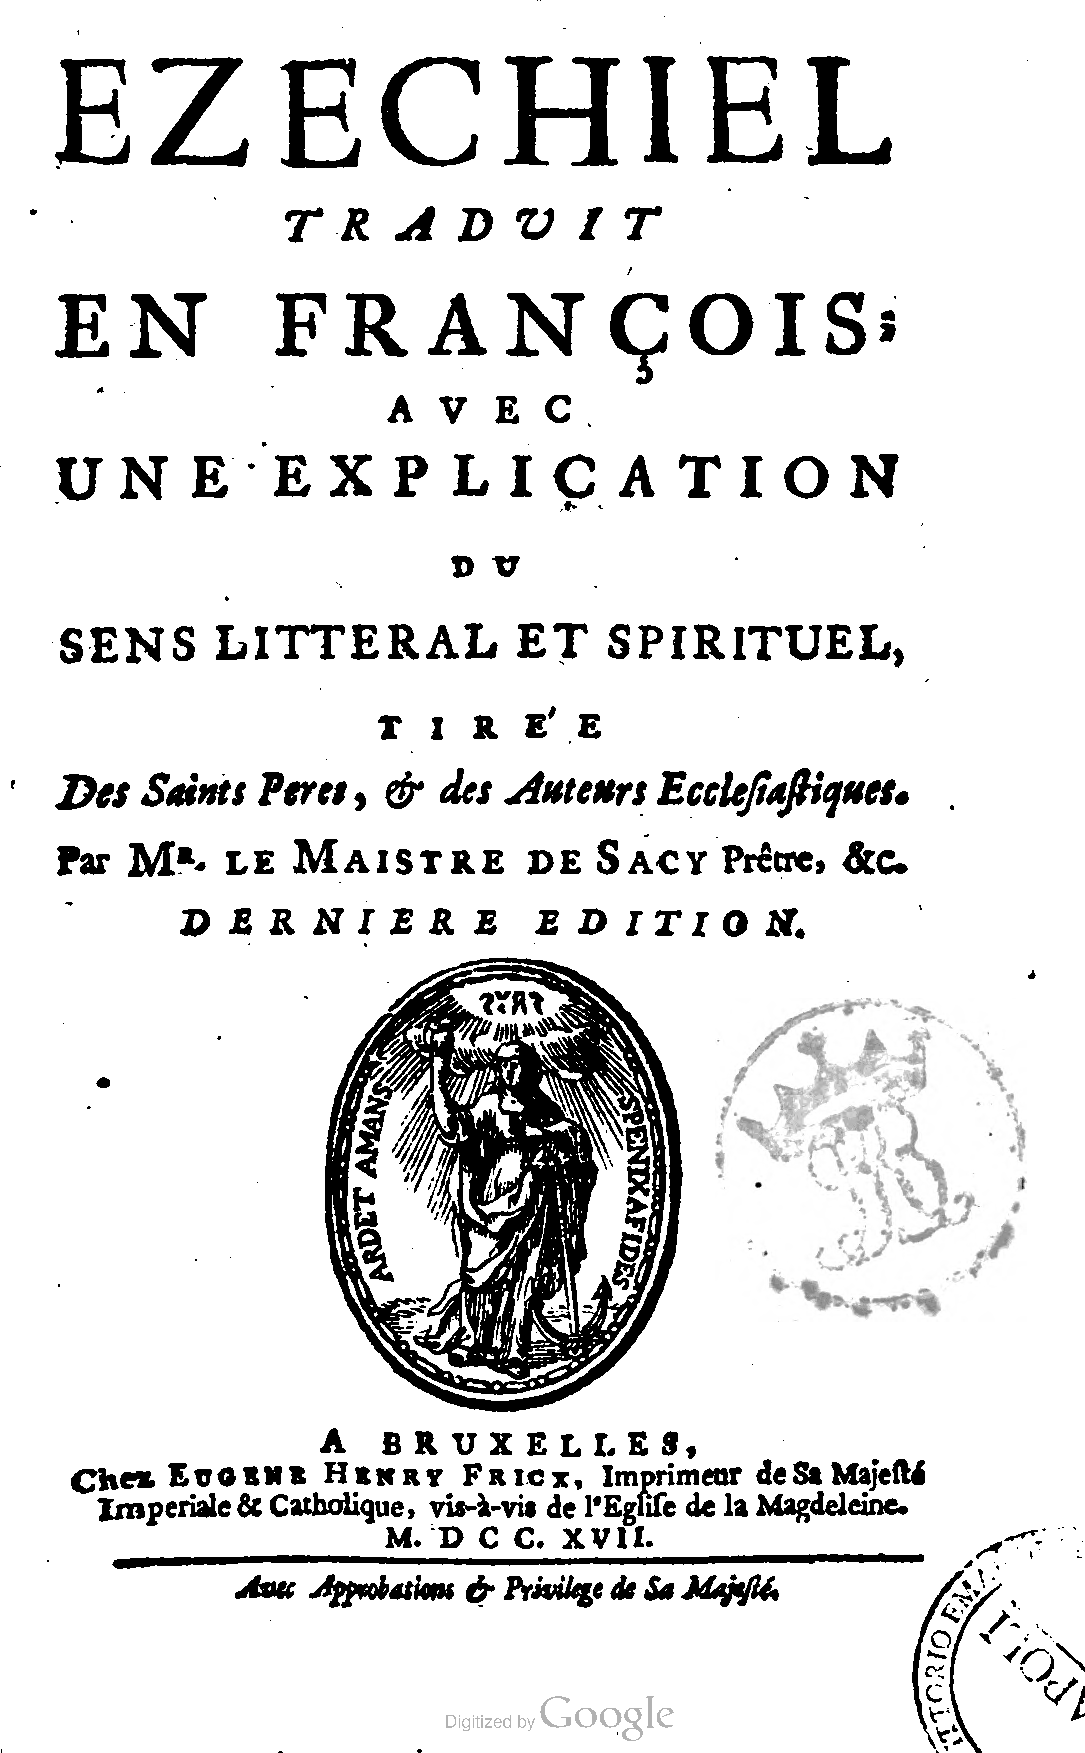 EZECHIEL
TRADUIT
EN FRANÇOIS;
AVEC
UNE EXPLICATION
DU
SENS LITTERAL ET SPIRITUEL,
TIRE'E
Des Saints Peres, & des Auteurs Ecclesiastiques.
Par MR. LE MAISTRE DE SACY Prêtre, &c.
DERNIERE EDITION.
ARDET AMANS
SPE NIXA FIDES
A BRUXELLES,
Chez EUGENE HENRY FRICX, Imprimeur de Sa Majesté
Imperiale & Catholique, vis-à-vis de l'Eglise de la Magdeleine.
M. DCC. XVII.
Avec Approbations & Privilege de Sa Majesté.
Digitized by Google